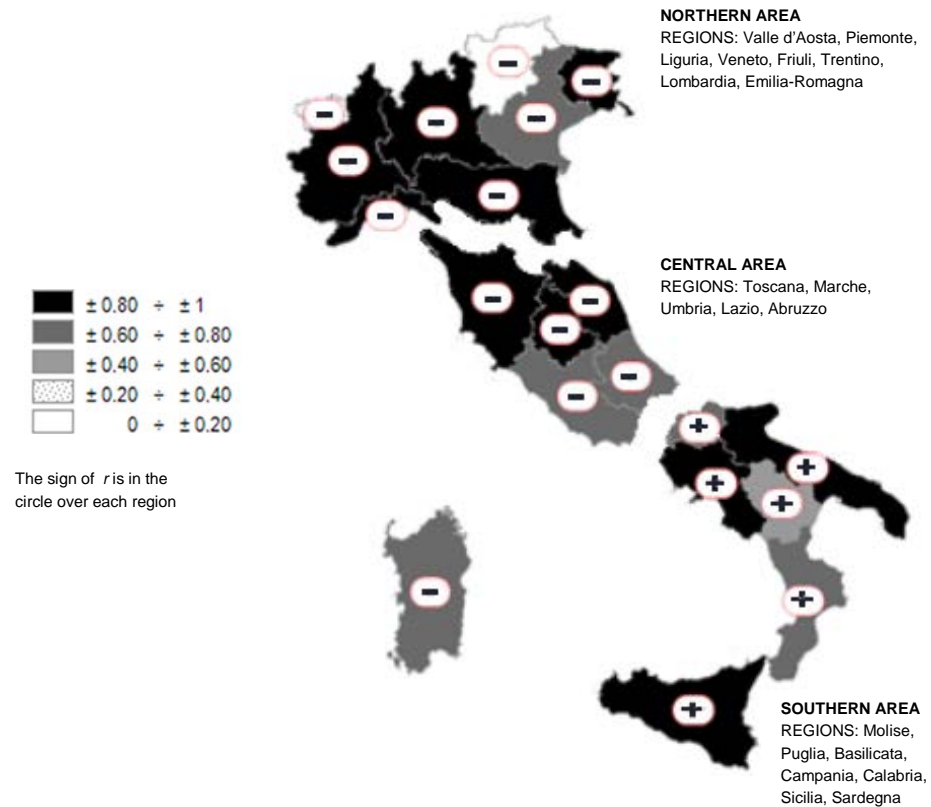 NORTHERN AREA
REGIONS: Valle d’Aosta, Piemonte,
Liguria, Veneto, Friuli, Trentino,
Lombardia, Emilia-Romagna
CENTRAL AREA
REGIONS: Toscana, Marche,
Umbria, Lazio, Abruzzo
± 0.80 ÷ ± 1
± 0.60 ÷ ± 0.80
± 0.40 ÷ ± 0.60
± 0.20 ÷ ± 0.40
0 ÷ ± 0.20
The sign of r is in the
circle over each region
SOUTHERN AREA
REGIONS: Molise,
Puglia, Basilicata,
Campania, Calabria,
Sicilia, Sardegna